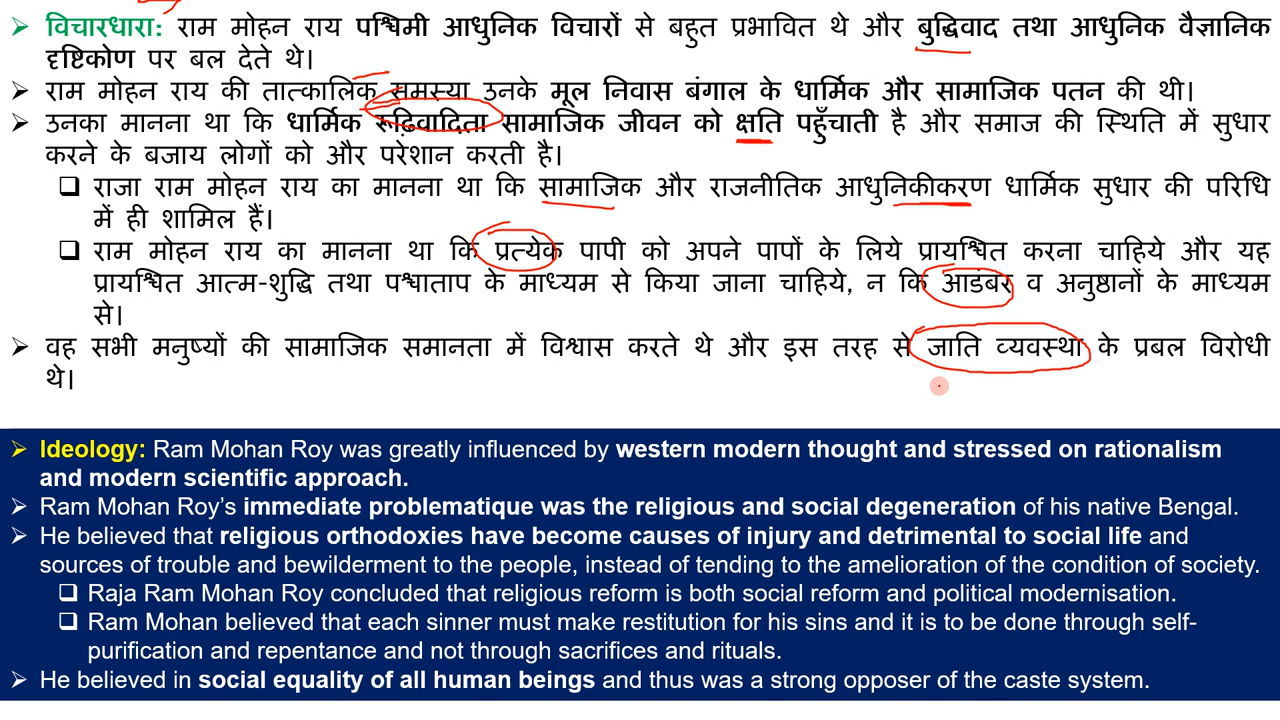 ➢ विचारधारा: राम मोहन राय पश्चिमी आधुनिक विचारों से बहुत प्रभावित थे और बुद्धिवाद तथा आधुनिक वैज्ञानिक
दृष्टिकोण पर बल देते थे।
➢ राम मोहन राय की तात्कालिक समस्या उनके मूल निवास बंगाल के धार्मिक और सामाजिक पतन की थी।
➢ उनका मानना था कि धार्मिक रूढ़िवादिता सामाजिक जीवन को क्षति पहुँचाती है और समाज की स्थिति में सुधार
करने के बजाय लोगों को और परेशान करती है।
❑ राजा राम मोहन राय का मानना था कि सामाजिक और राजनीतिक आधुनिकीकरण धार्मिक सुधार की परिधि
में ही शामिल हैं।
❑ राम मोहन राय का मानना था कि प्रत्येक पापी को अपने पापों के लिये प्रायश्चित करना चाहिये और यह
प्रायश्चित आत्म-शुद्धि तथा पश्चाताप के माध्यम से किया जाना चाहिये, न कि आडंबर व अनुष्ठानों के माध्यम
से।
➢ वह सभी मनुष्यों की सामाजिक समानता में विश्वास करते थे और इस तरह से जाति व्यवस्था के प्रबल विरोधी
थे।
➢ Ideology: Ram Mohan Roy was greatly influenced by western modern thought and stressed on rationalism
and modern scientific approach.
➢ Ram Mohan Roy’s immediate problematique was the religious and social degeneration of his native Bengal.
➢ He believed that religious orthodoxies have become causes of injury and detrimental to social life and
sources of trouble and bewilderment to the people, instead of tending to the amelioration of the condition of society.
❑ Raja Ram Mohan Roy concluded that religious reform is both social reform and political modernisation.
❑ Ram Mohan believed that each sinner must make restitution for his sins and it is to be done through self-
purification and repentance and not through sacrifices and rituals.
➢ He believed in social equality of all human beings and thus was a strong opposer of the caste system.